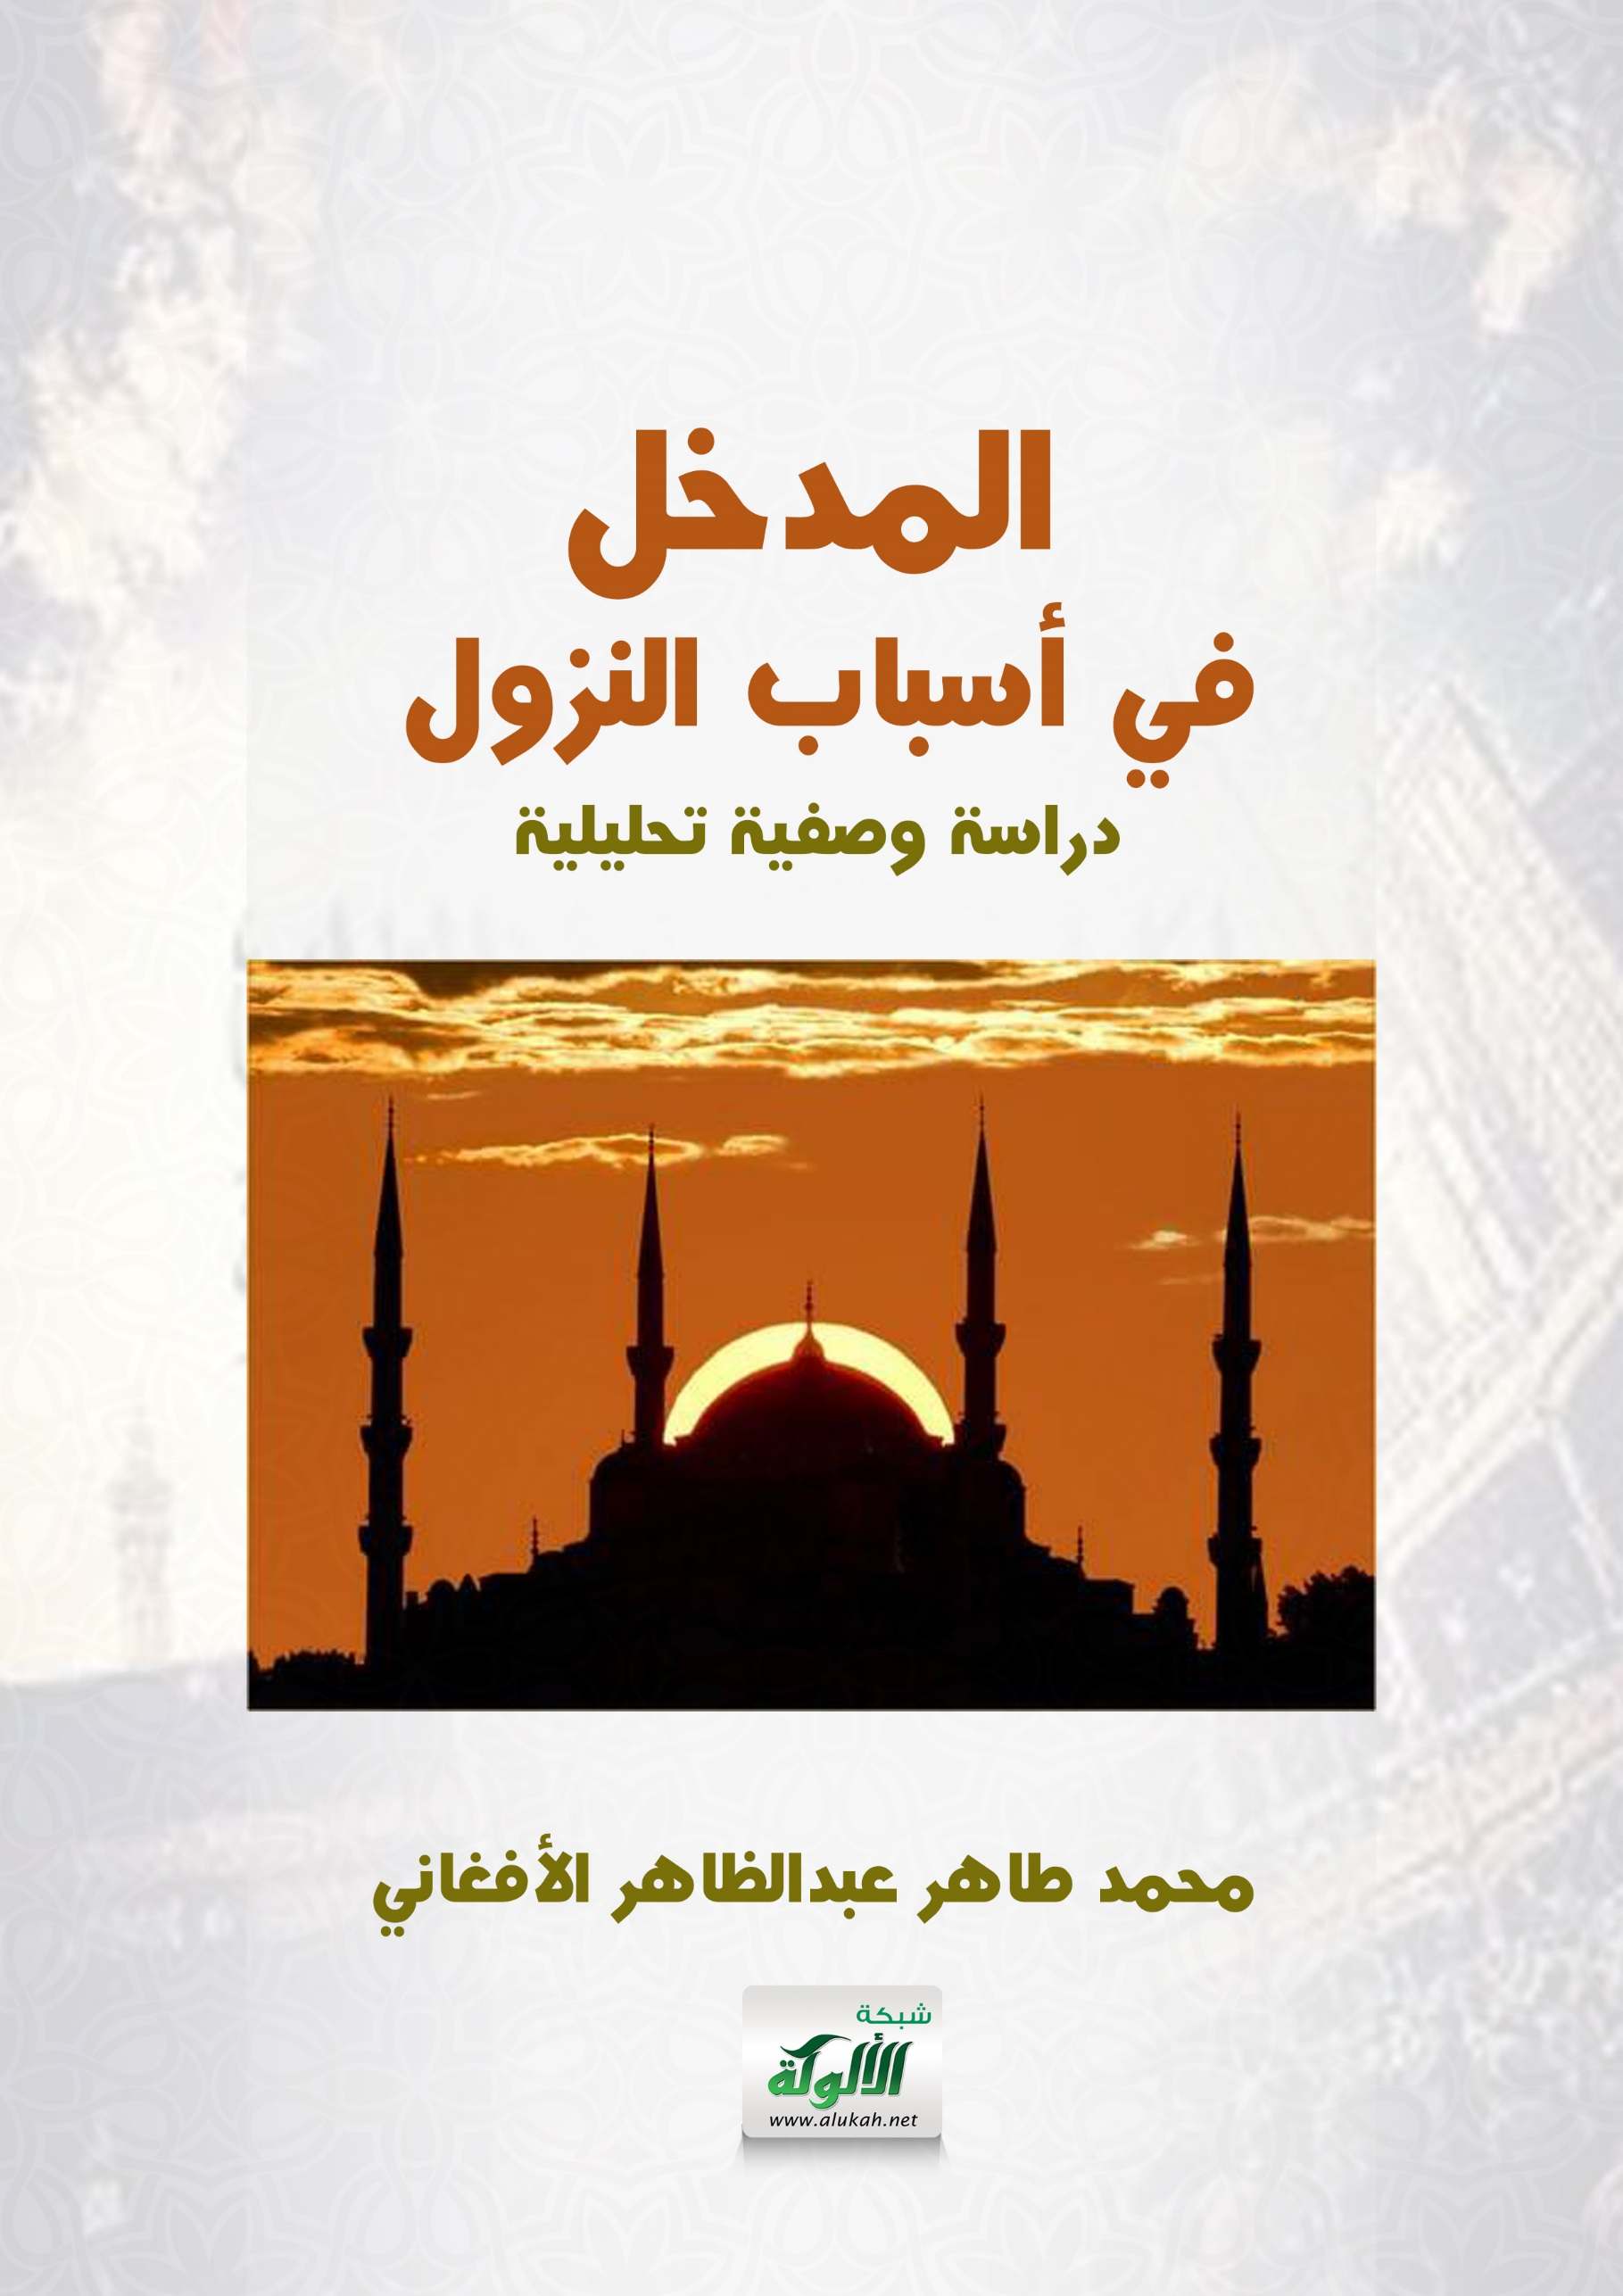 المدخل
في أسباب النزول
دراسة وصفية تحليلية
محمد طاهر عبدالظاهر الأفغاني
شبكة
الألوكة
www.alukah.net